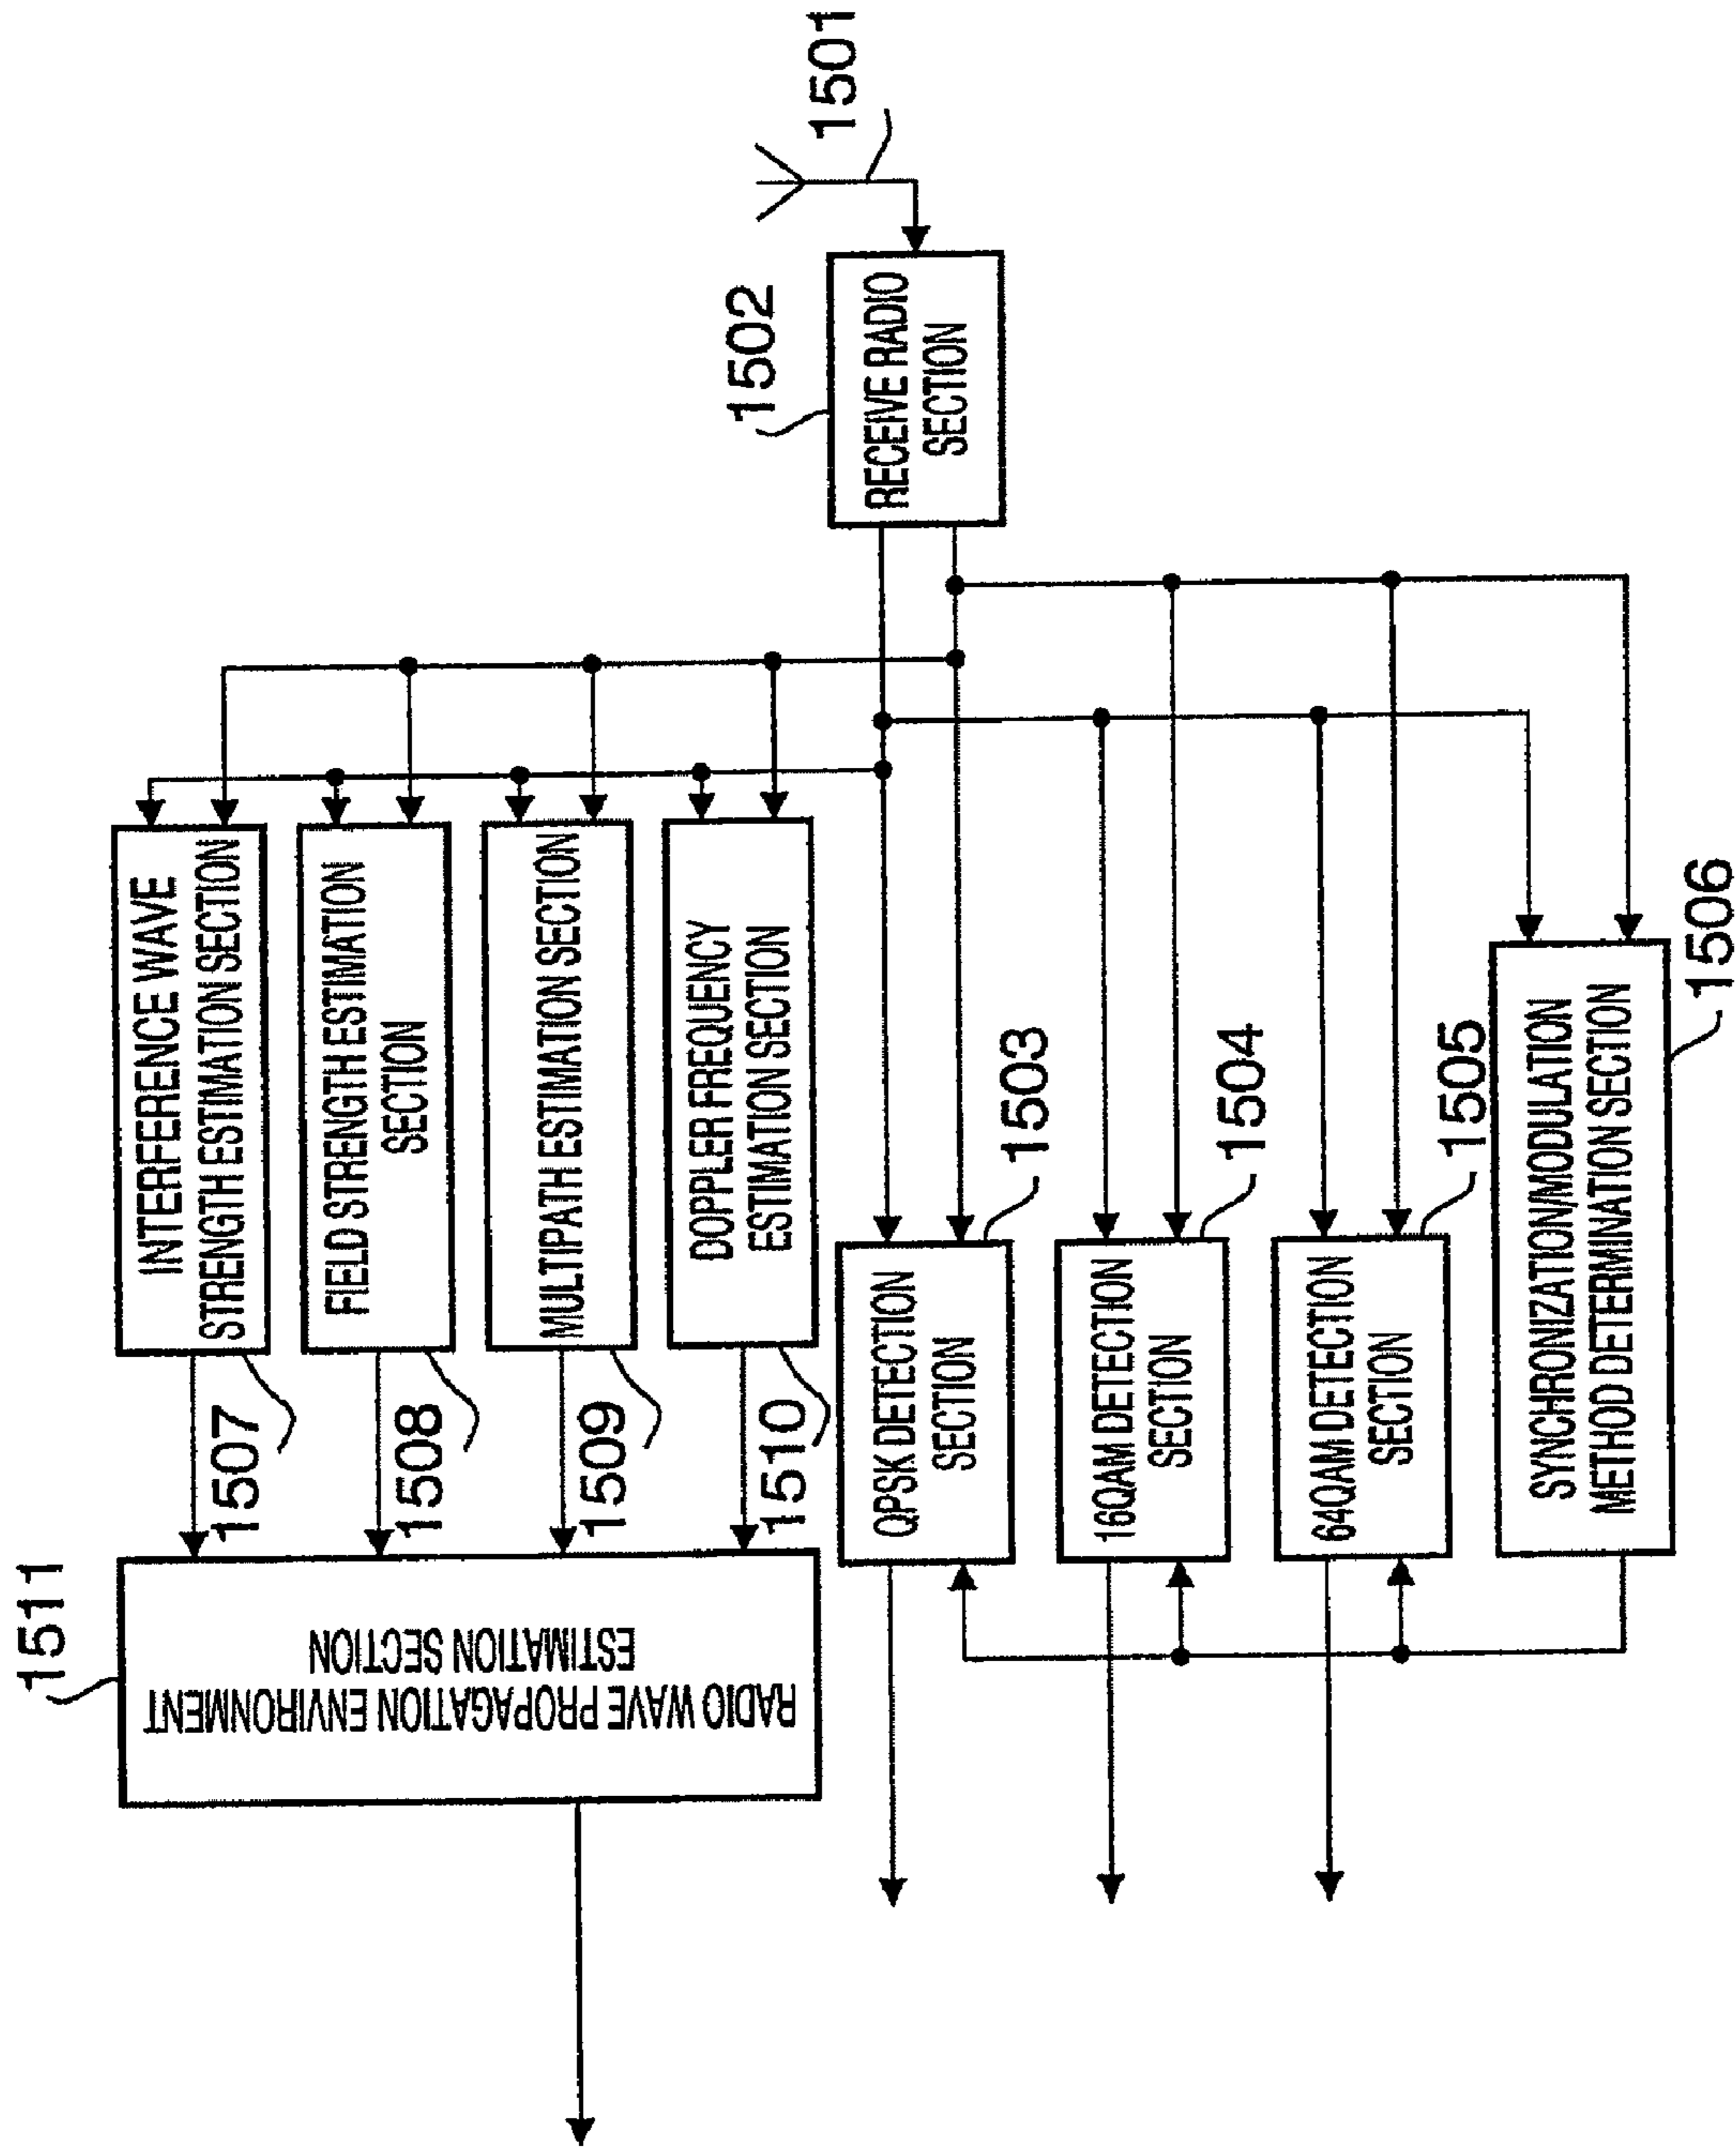 1501
1502
RECEIVE RADIO
SECTION
INTERFERENCE WAVE
STRENGTH ESTIMATION SECTION
1507
FIELD STRENGTH ESTIMATION
SECTION
1508
MULTIPATH ESTIMATION SECTION
1509
DOPPLER FREQUENCY
ESTIMATION SECTION
1510
QPSK DETECTION
SECTION
1503
16QAM DETECTION
SECTION
1504
64QAM DETECTION
SECTION
1505
SYNCHRONIZATION/MODULATION
METHOD DETERMINATION SECTION
1506
1511
RADIO WAVE PROPAGATION ENVIRONMENT
ESTIMATION SECTION